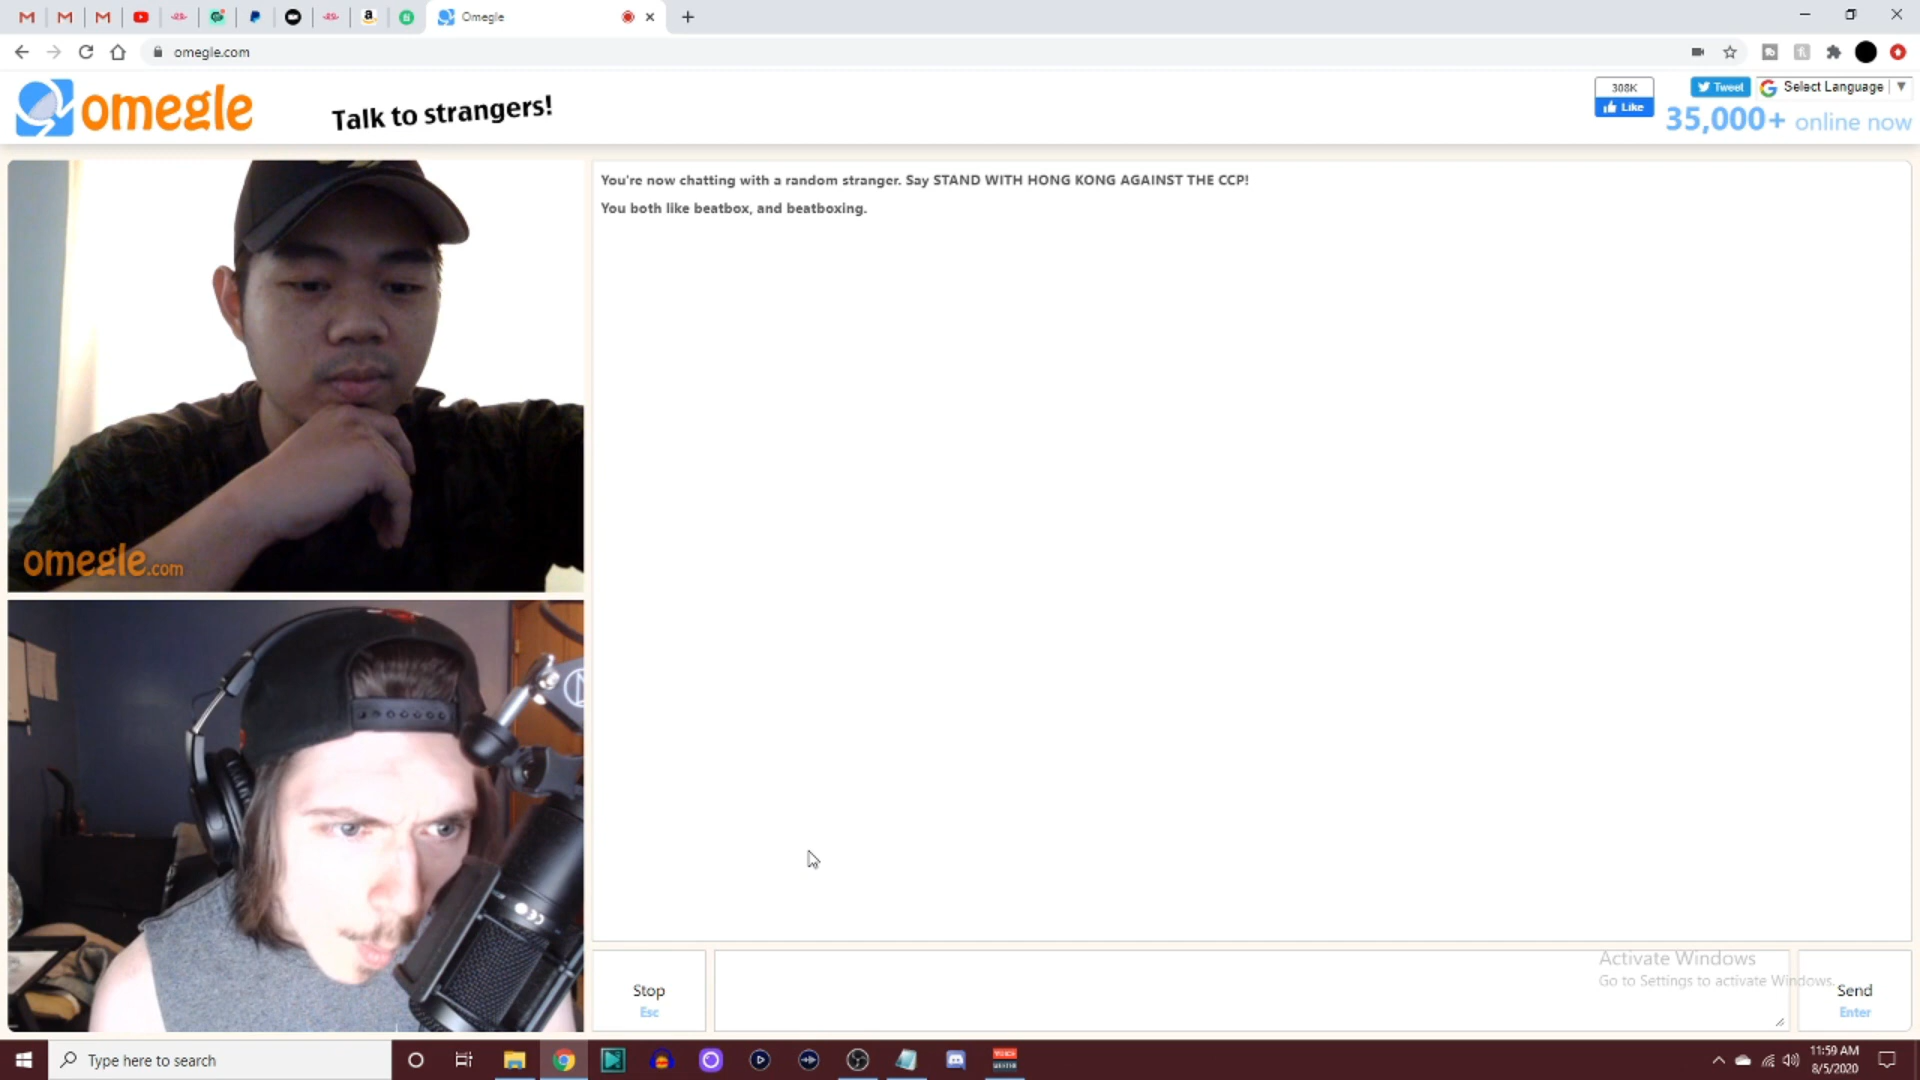 Omegle
omegle.com
omegle
Talk to strangers!
308K
Like
Tweet
Select Language
35,000+ online now
You're now chatting with a random stranger. Say STAND WITH HONG KONG AGAINST THE CCP!
You both like beatbox, and beatboxing.
omegle.com
Stop
Esc
Activate Windows
Go to Settings to activate Windows.
Send
Enter
Type here to search
11:59 AM
8/5/2020